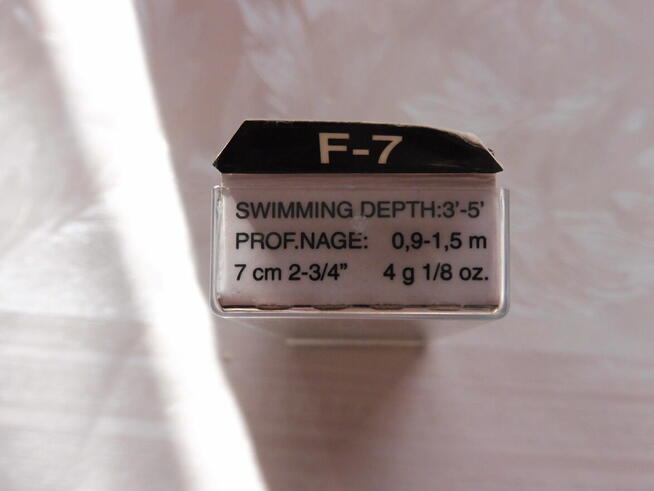 F-7
SWIMMING DEPTH:3'-5'
PROF.NAGE: 0,9-1,5 m
7 cm 2-3/4" 4 g 1/8 oz.